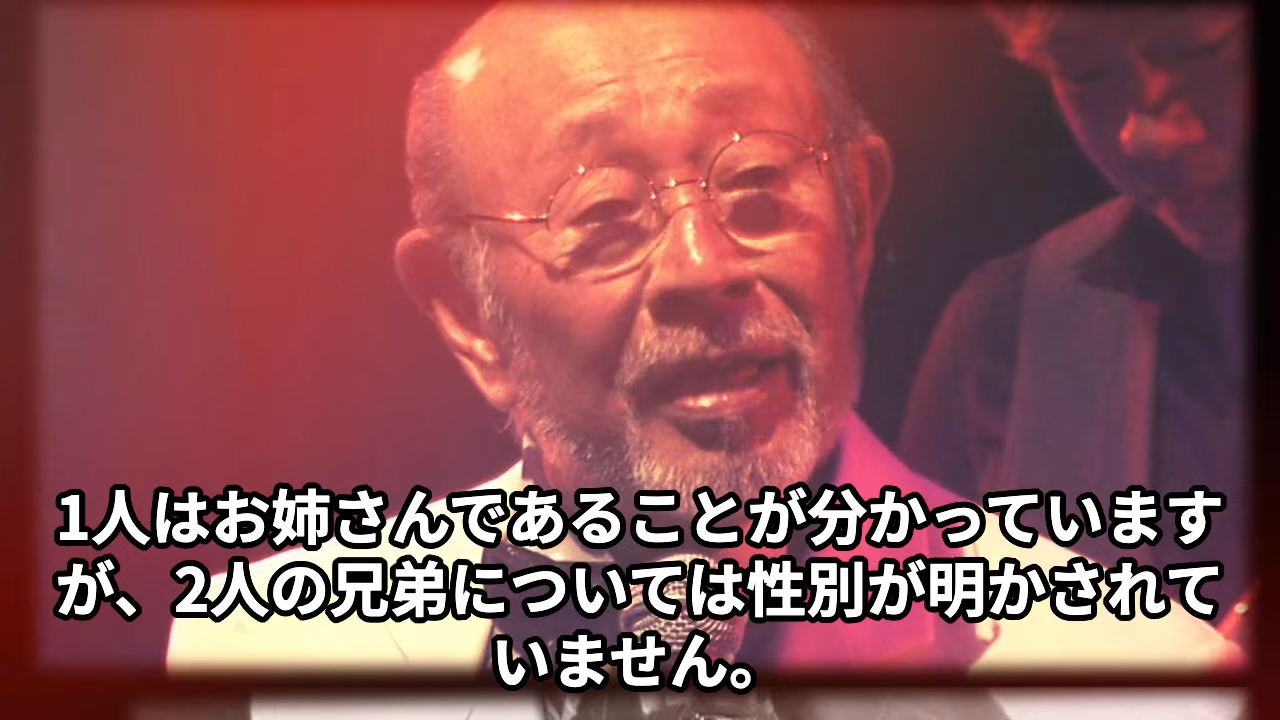 1人はお姉さんであることが分かっています
が、2人の兄弟については性別が明かされて
いません。